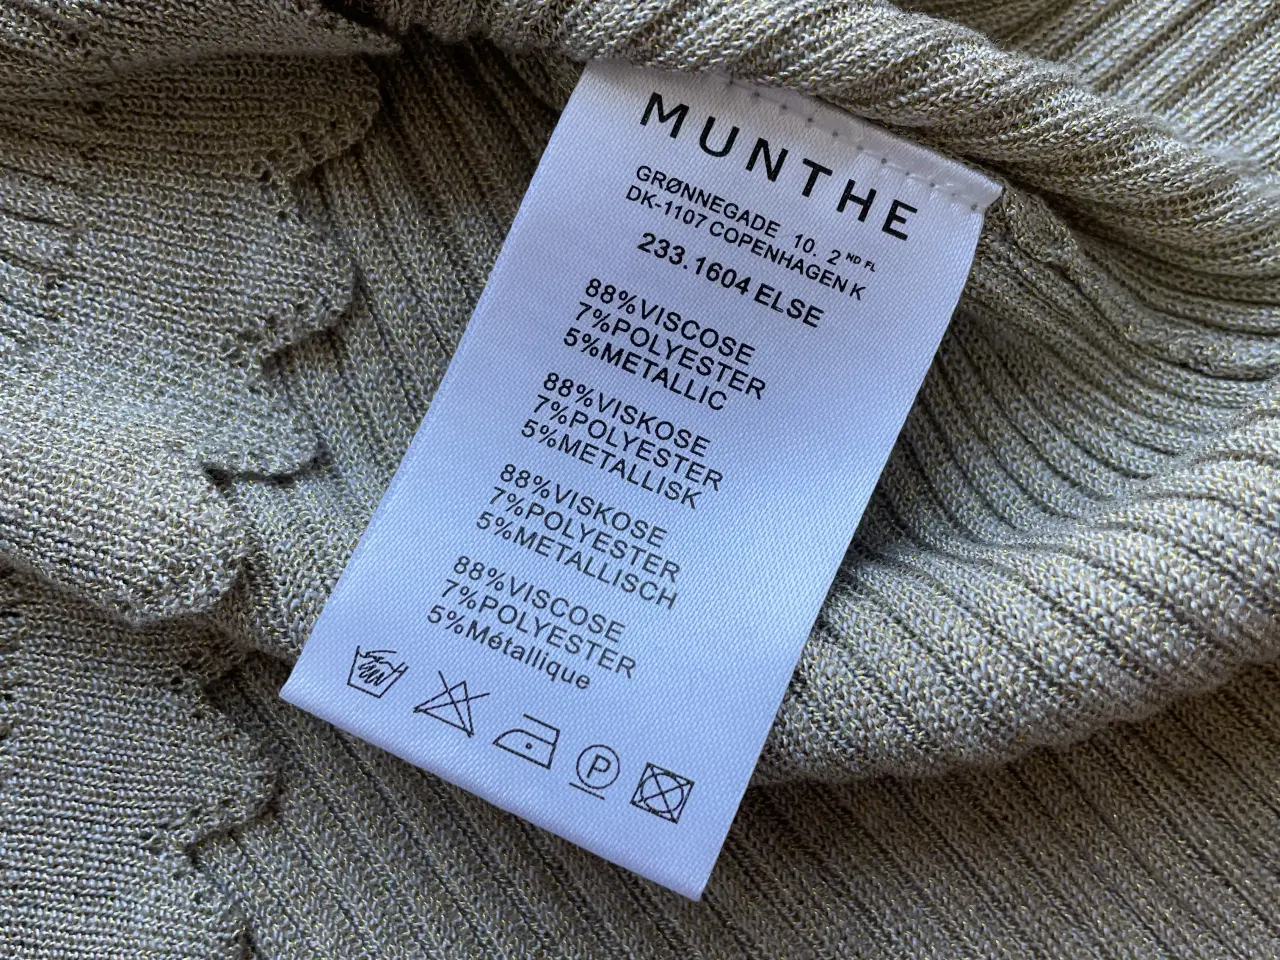 MUNTHE
GRØNNEGADE 10. 2ND FL
DK-1107 COPENHAGEN K
233.1604 ELSE
88%VISCOSE
7%POLYESTER
5%METALLIC
88%VISKOSE
7%POLYESTER
5%METALLISK
88%VISKOSE
7%POLYESTER
5%METALLISCH
88%VISCOSE
7%POLYESTER
5%Métallique
P